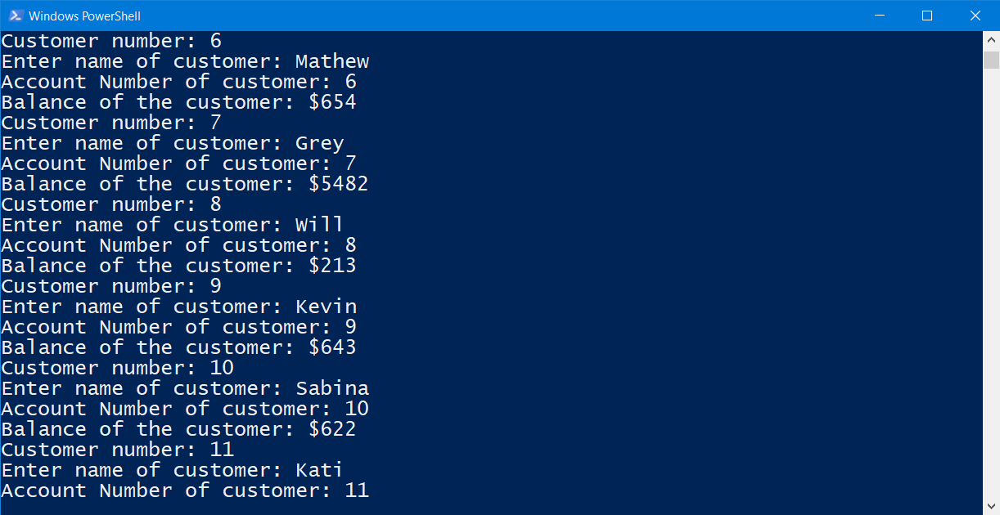 Windows PowerShell
Customer number: 6
Enter name of customer: Mathew
Account Number of customer: 6
Balance of the customer: $654
Customer number: 7
Enter name of customer: Grey
Account Number of customer: 7
Balance of the customer: $5482
Customer number: 8
Enter name of customer: Will
Account Number of customer: 8
Balance of the customer: $213
Customer number: 9
Enter name of customer: Kevin
Account Number of customer: 9
Balance of the customer: $643
Customer number: 10
Enter name of customer: Sabina
Account Number of customer: 10
Balance of the customer: $622
Customer number: 11
Enter name of customer: Kati
Account Number of customer: 11